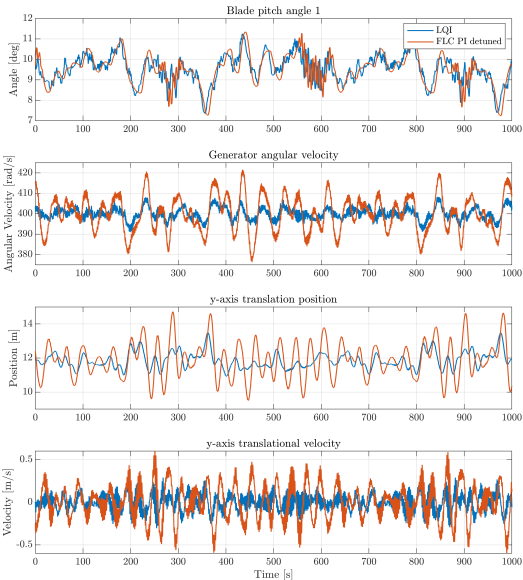 Blade pitch angle 1
12
11
10
9
8
7
Angle [deg]
LQI
FLC PI detuned
0 100 200 300 400 500 600 700 800 900 1000
Generator angular velocity
420
400
380
Angular Velocity [rad/s]
0 100 200 300 400 500 600 700 800 900 1000
y-axis translation position
14
12
10
Position [m]
0 100 200 300 400 500 600 700 800 900 1000
y-axis translational velocity
0.5
0
-0.5
Velocity [m/s]
0 100 200 300 400 500 600 700 800 900 1000
Time [s]